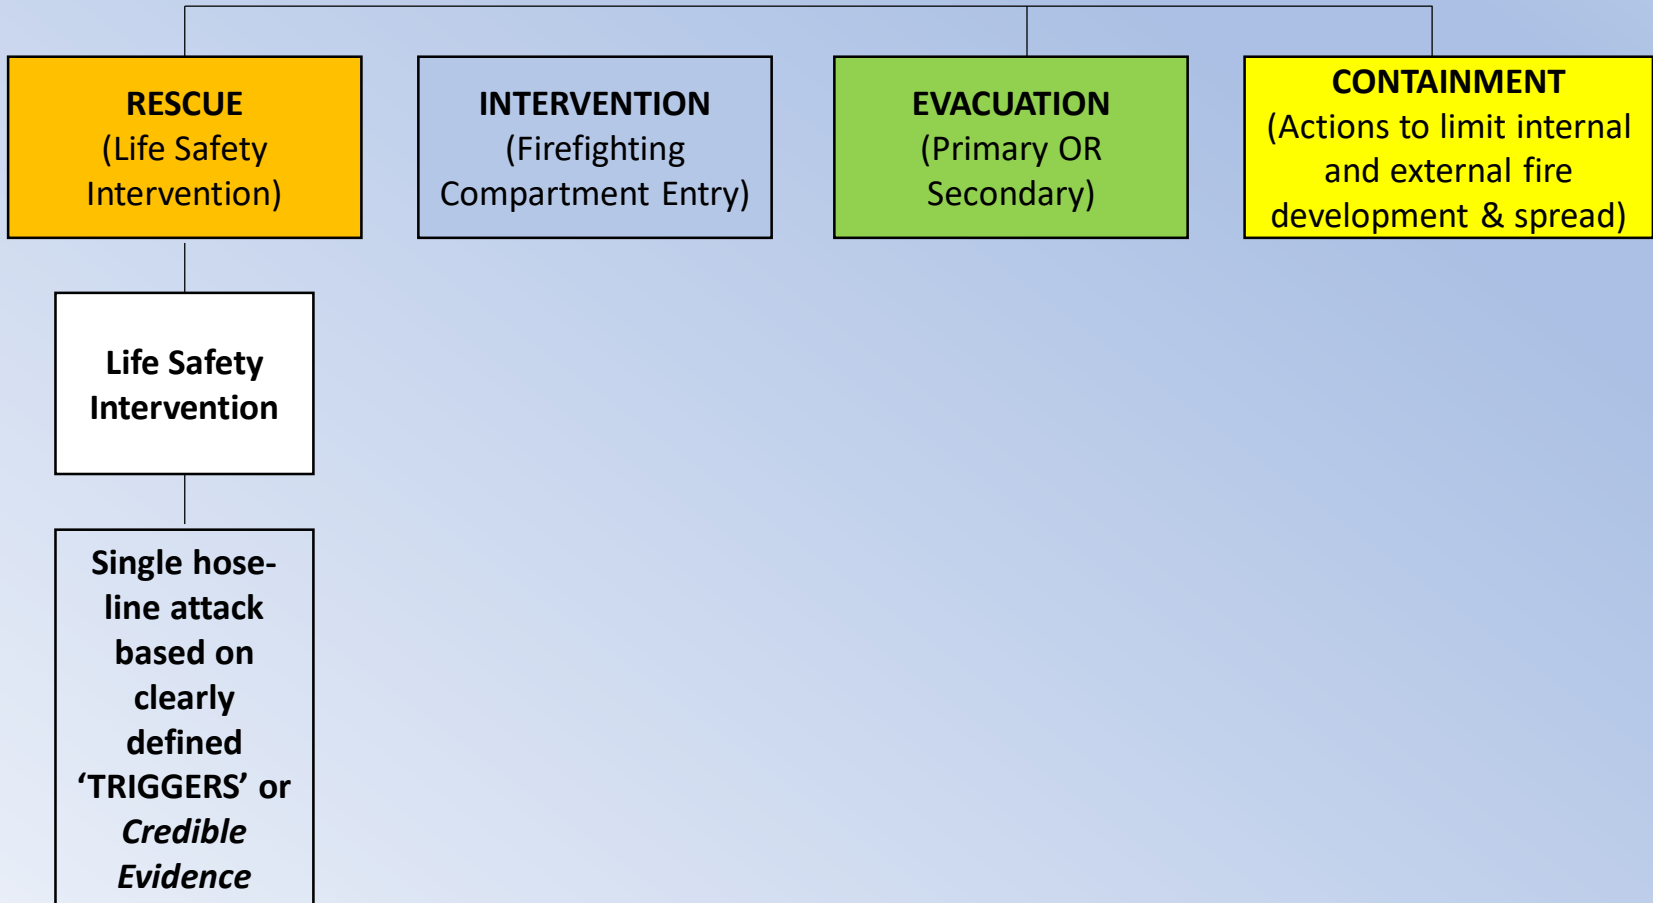 RESCUE
(Life Safety
Intervention)
INTERVENTION
(Firefighting
Compartment Entry)
EVACUATION
(Primary OR
Secondary)
CONTAINMENT
(Actions to limit internal
and external fire
development & spread)
Life Safety
Intervention
Single hose-
line attack
based on
clearly
defined
‘TRIGGERS’ or
Credible
Evidence